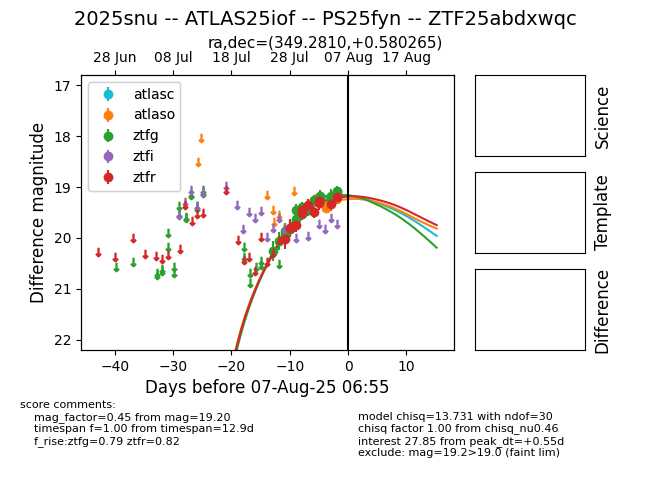 2025snu -- ATLAS25iof -- PS25fyn -- ZTF25abdxwqc
ra,dec=(349.2810,+0.580265)
28 Jun 08 Jul 18 Jul 28 Jul 07 Aug 17 Aug
17
18
19
20
21
22
Difference magnitude
atlasc
atlaso
ztfg
ztfi
ztfr
−40 −30 −20 −10 0 10
Days before 07-Aug-25 06:55
Science
Template
Difference
score comments:
mag_factor=0.45 from mag=19.20
timespan f=1.00 from timespan=12.9d
f_rise:ztfg=0.79 ztfr=0.82
model chisq=13.731 with ndof=30
chisq factor 1.00 from chisq_nu0.46
interest 27.85 from peak_dt=+0.55d
exclude: mag=19.2>19.0 (faint lim)